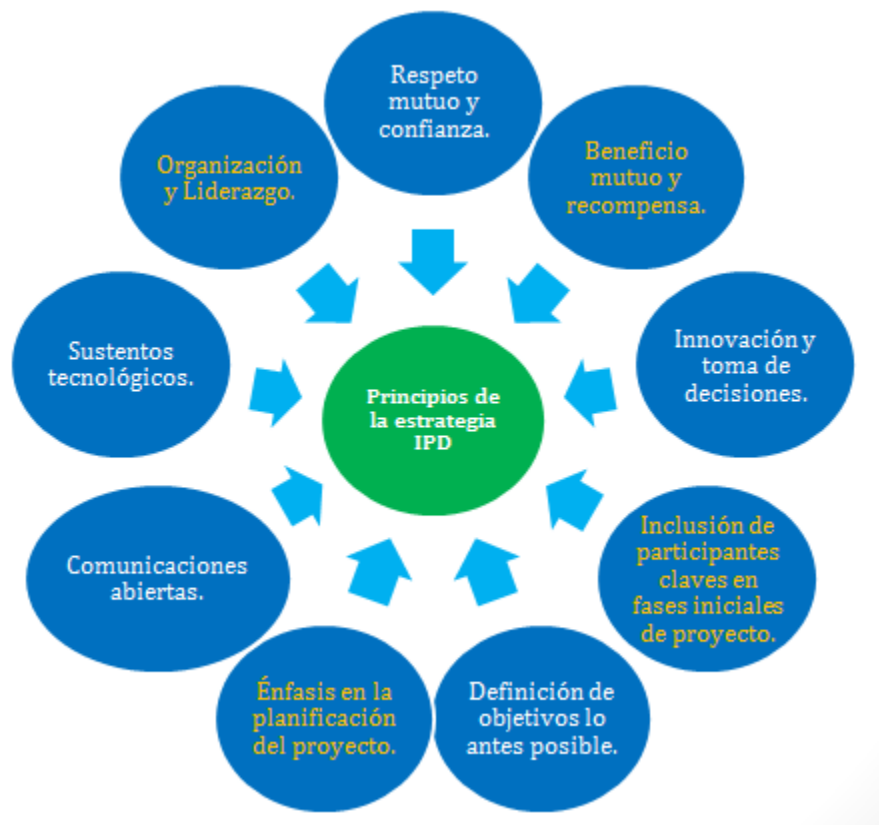 Respeto
mutuo y
confianza.
Beneficio
mutuo y
recompensa.
Innovación y
toma de
decisiones.
Inclusión de
participantes
claves en
fases iniciales
de proyecto.
Definición de
objetivos lo
antes posible.
Énfasis en la
planificación
del proyecto.
Comunicaciones
abiertas.
Sustentos
tecnológicos.
Organización
y Liderazgo.
Principios de
la estrategia
IPD